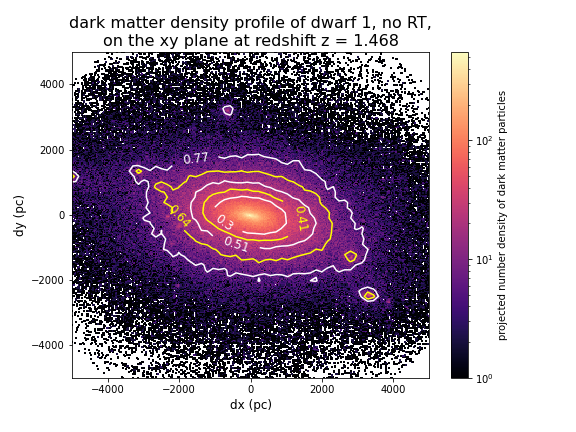 dark matter density profile of dwarf 1, no RT,
on the xy plane at redshift z = 1.468
4000
2000
0
−2000
−4000
dy (pc)
0.77
0.64
0.41
0.3
0.51
−4000 −2000 0 2000 4000
dx (pc)
10²
10¹
10⁰
projected number density of dark matter particles